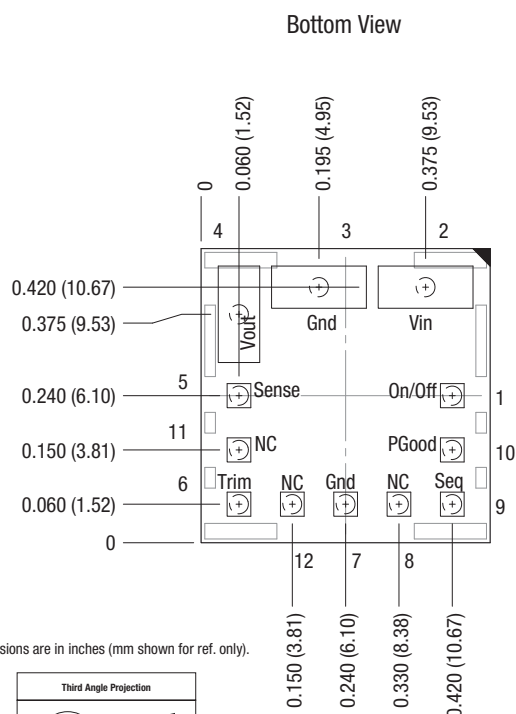 Bottom View
0
0.060 (1.52)
0.195 (4.95)
0.375 (9.53)
4
3
2
0.420 (10.67)
0.375 (9.53)
Vout
Gnd
Vin
0.240 (6.10)
5
Sense
On/Off
1
11
0.150 (3.81)
NC
PGood
10
6
0.060 (1.52)
Trim
NC
Gnd
NC
Seq
9
0
12
7
8
0.150 (3.81)
0.240 (6.10)
0.330 (8.38)
0.420 (10.67)
sions are in inches (mm shown for ref. only).
Third Angle Projection